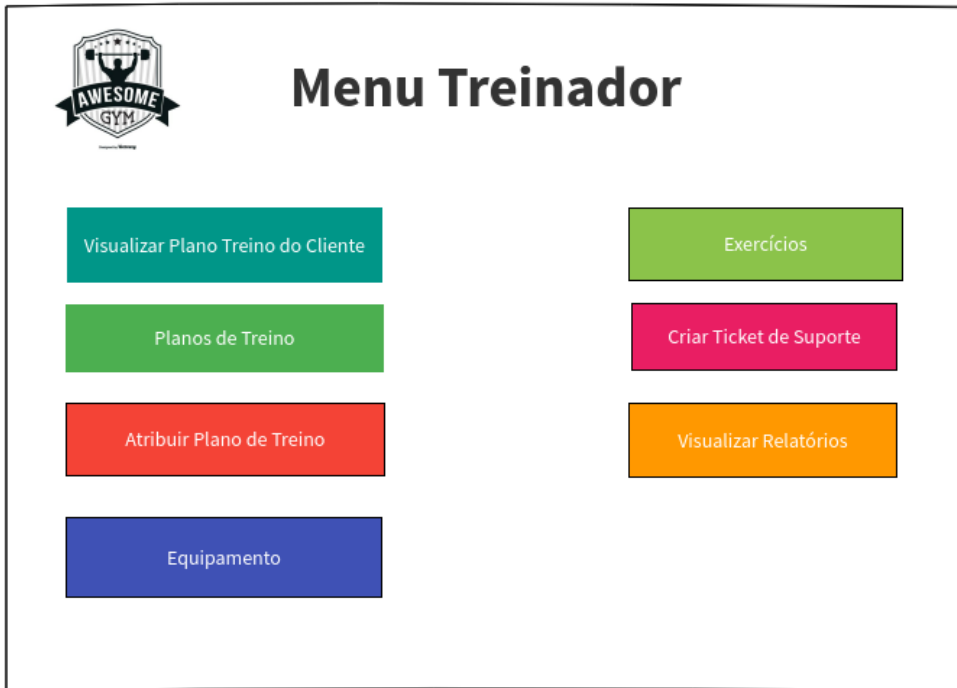 AWESOME
GYM
Menu Treinador
Visualizar Plano Treino do Cliente
Exercícios
Planos de Treino
Criar Ticket de Suporte
Atribuir Plano de Treino
Visualizar Relatórios
Equipamento